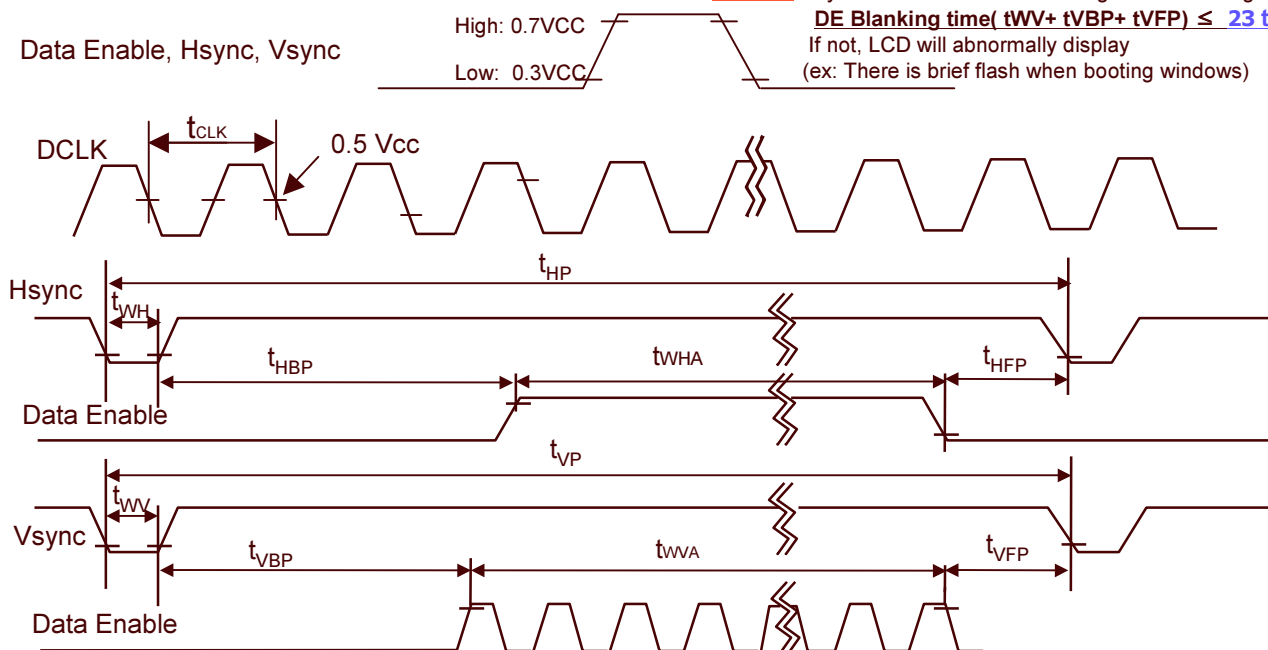 High: 0.7VCC
DE Blanking time( tWV+ tVBP+ tVFP) ≤ 23 t
Data Enable, Hsync, Vsync
If not, LCD will abnormally display
Low: 0.3VCC
(ex: There is brief flash when booting windows)
tCLK
DCLK
0.5 Vcc
tHP
Hsync
tWH
tHBP
tWHA
tHFP
Data Enable
tVP
tWV
Vsync
tVBP
tWVA
tVFP
Data Enable